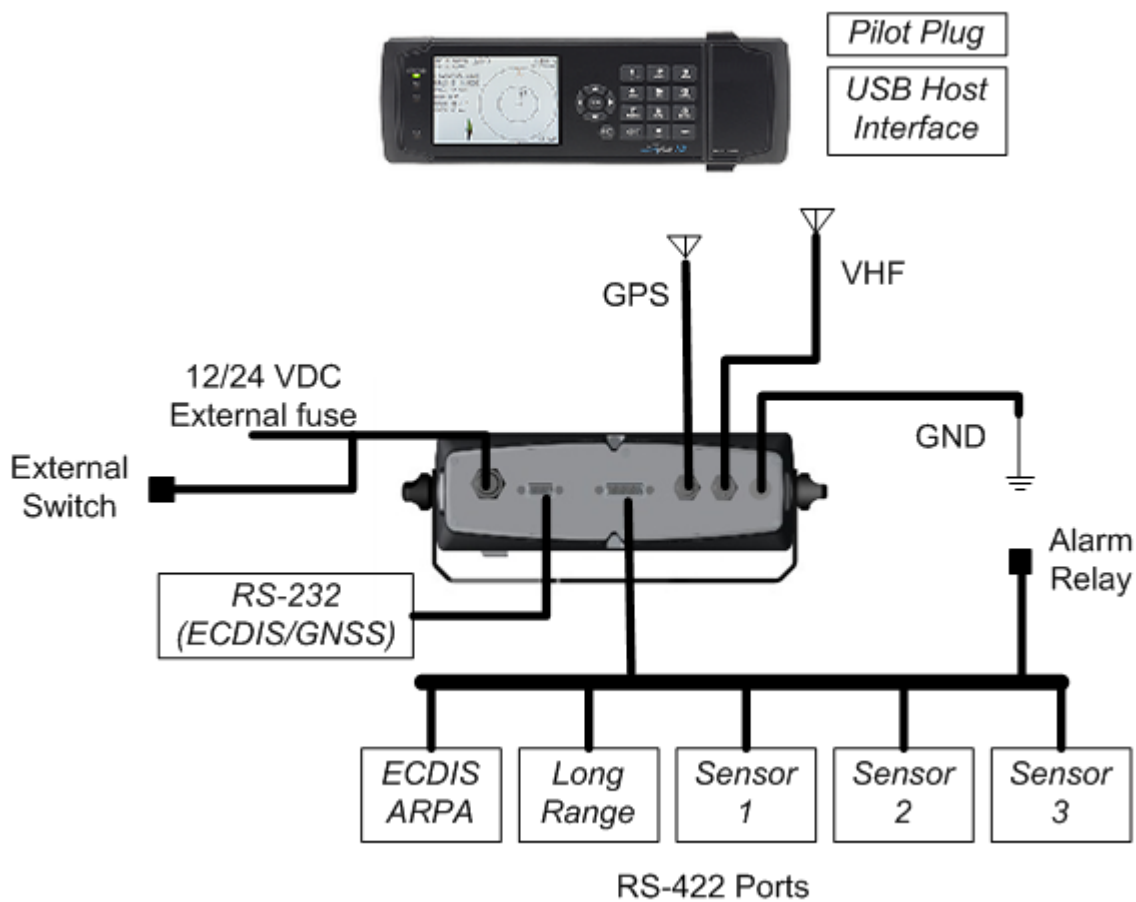 Pilot Plug
USB Host
Interface
GPS
VHF
12/24 VDC
External fuse
GND
External
Switch
Alarm
Relay
RS-232
(ECDIS/GNSS)
ECDIS
ARPA
Long
Range
Sensor
1
Sensor
2
Sensor
3
RS-422 Ports